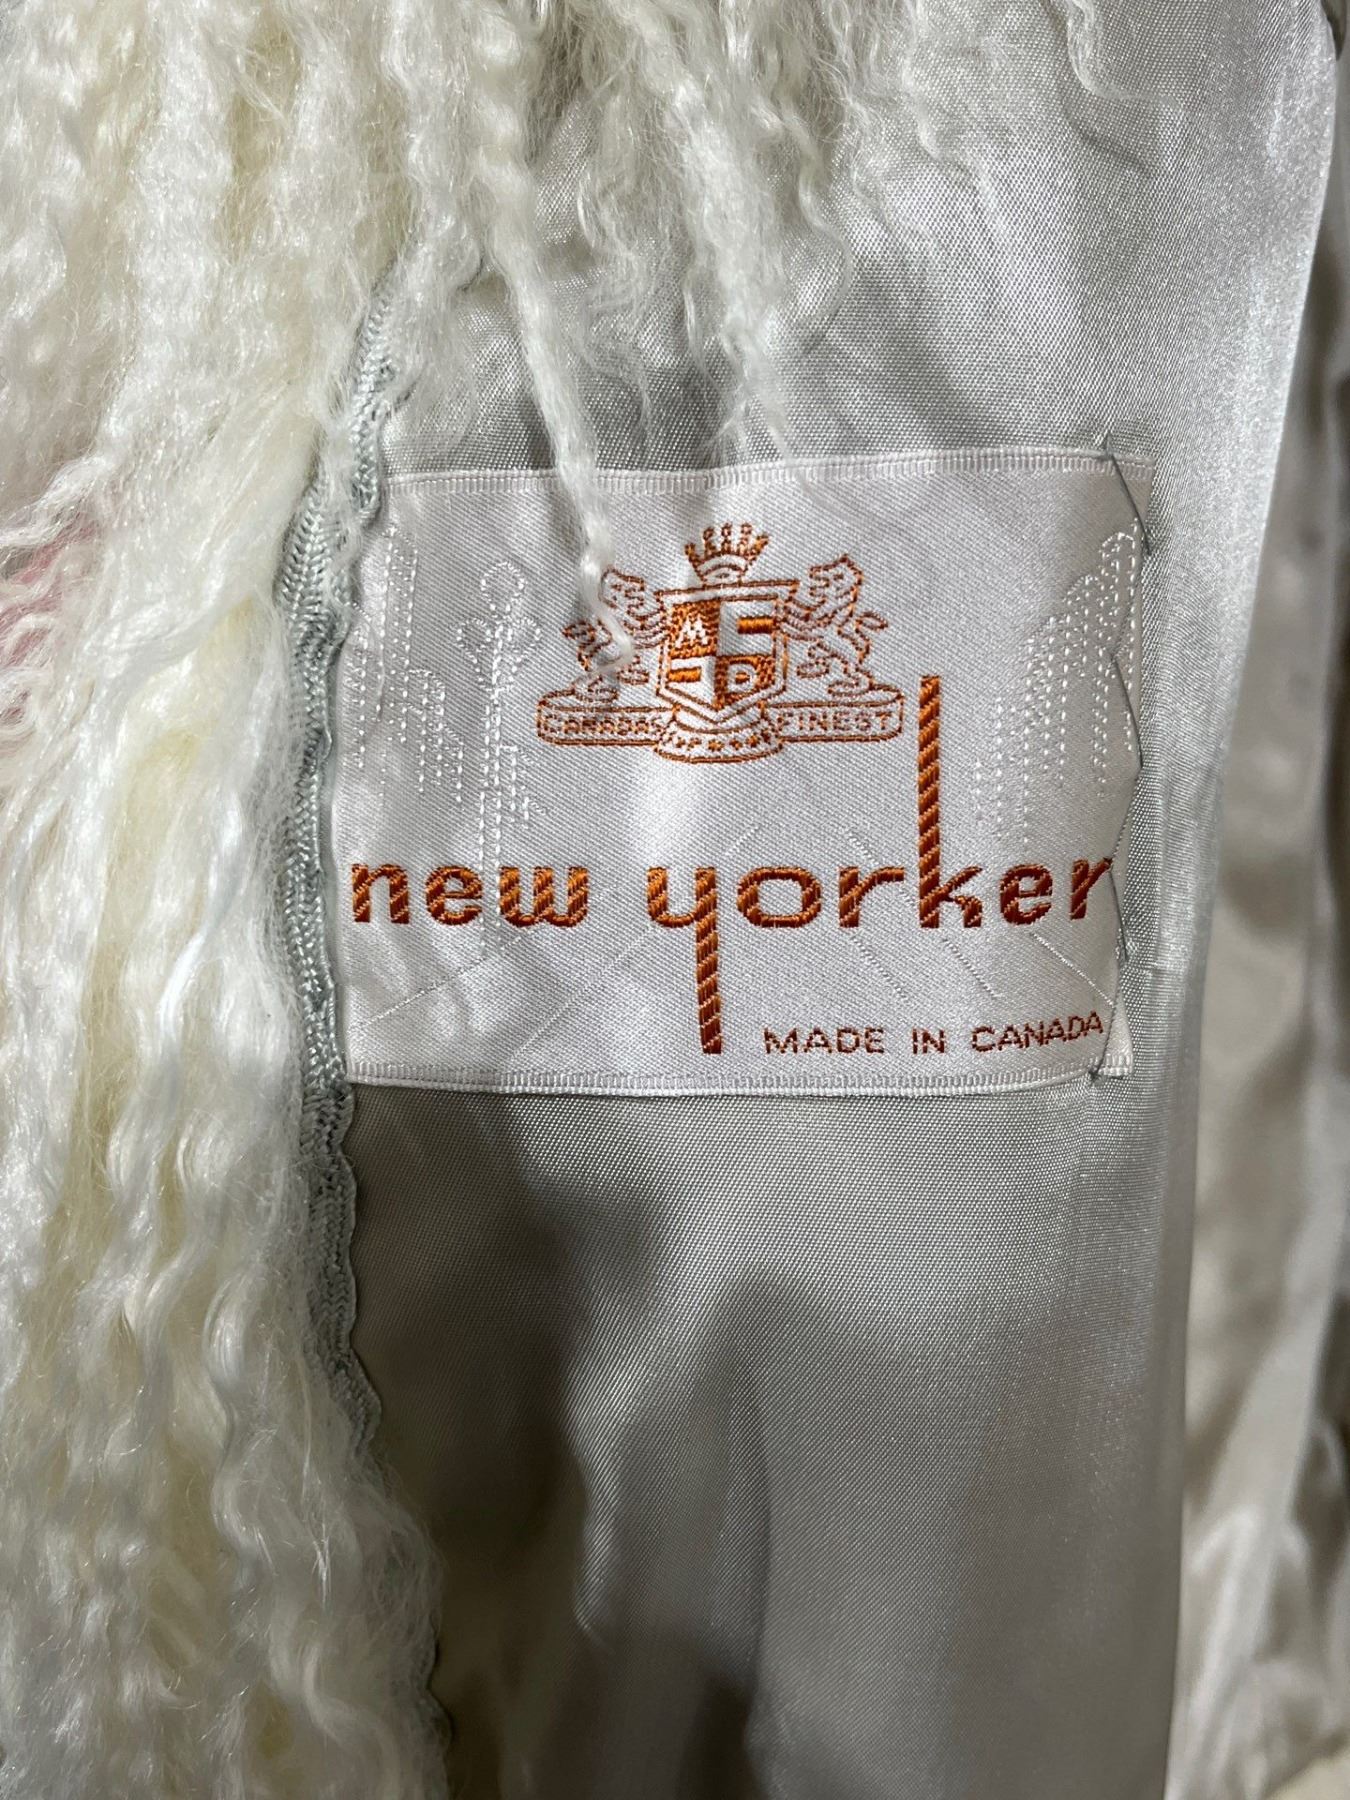 M
D
CANADAS FINEST
new yorker
MADE IN CANADA